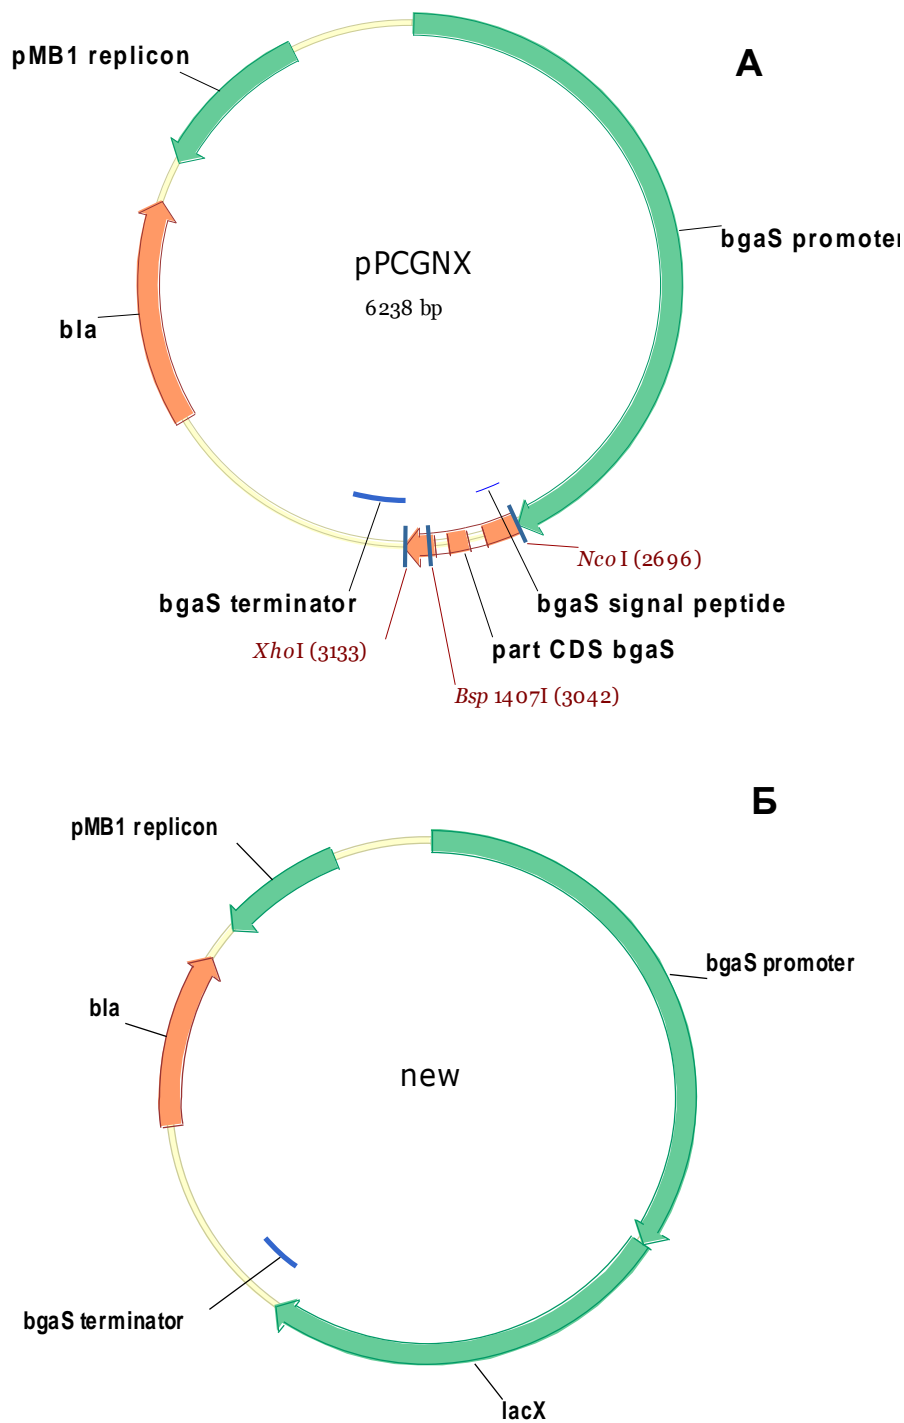 pMB1 replicon
А
bgaS promoter
pPCGNX
6238 bp
bla
NcoI (2696)
bgaS terminator
bgaS signal peptide
XhoI (3133)
part CDS bgaS
Bsp 1407I (3042)
Б
pMB1 replicon
bgaS promoter
bla
new
bgaS terminator
lacX